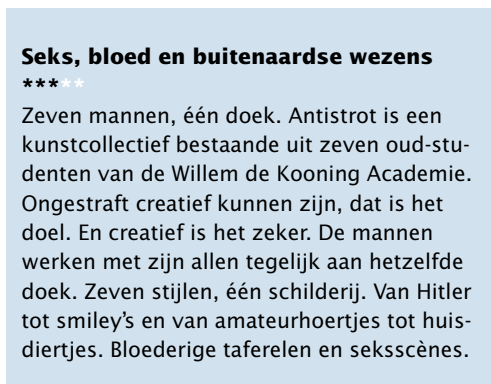 Seks, bloed en buitenaardse wezens
*****
Zeven mannen, één doek. Antistrot is een
kunstcollectief bestaande uit zeven oud-stu-
denten van de Willem de Kooning Academie.
Ongestraft creatief kunnen zijn, dat is het
doel. En creatief is het zeker. De mannen
werken met zijn allen tegelijk aan hetzelfde
doek. Zeven stijlen, één schilderij. Van Hitler
tot smiley’s en van amateurhoertjes tot huis-
diertjes. Bloederige taferelen en seksscènes.